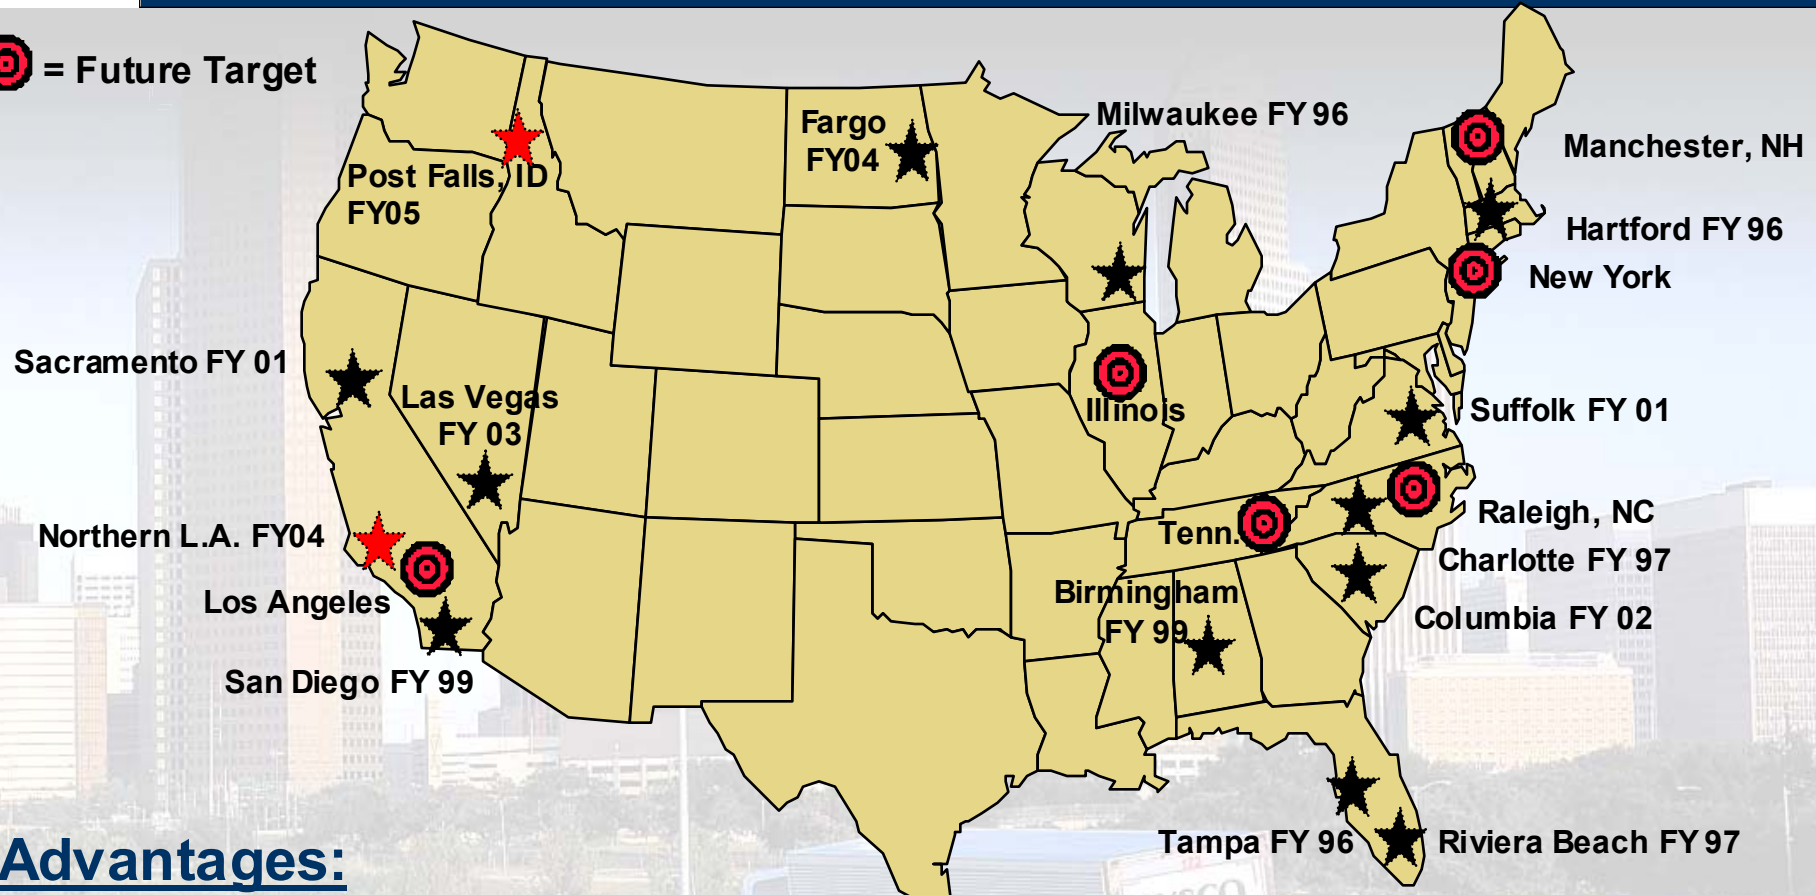 = Future Target
Milwaukee FY 96
Fargo
FY04
Manchester, NH
Post Falls, ID
FY05
Hartford FY 96
New York
Sacramento FY 01
Las Vegas
FY 03
Illinois
Suffolk FY 01
Northern L.A. FY04
Tenn.
Raleigh, NC
Charlotte FY 97
Los Angeles
Birmingham
FY 99
Columbia FY 02
San Diego FY 99
Tampa FY 96
Riviera Beach FY 97
Advantages: